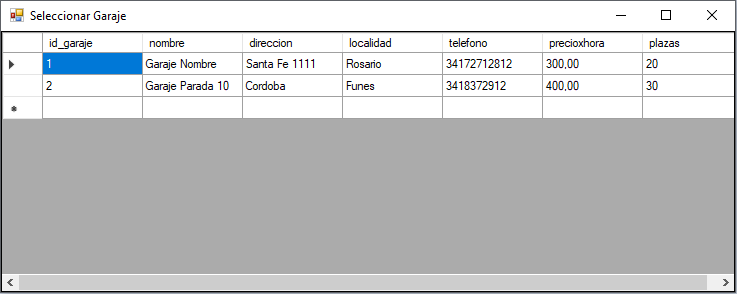 Seleccionar Garaje
id_garaje nombre direccion localidad telefono precioxhora plazas
1 Garaje Nombre Santa Fe 1111 Rosario 34172712812 300,00 20
2 Garaje Parada 10 Cordoba Funes 3418372912 400,00 30